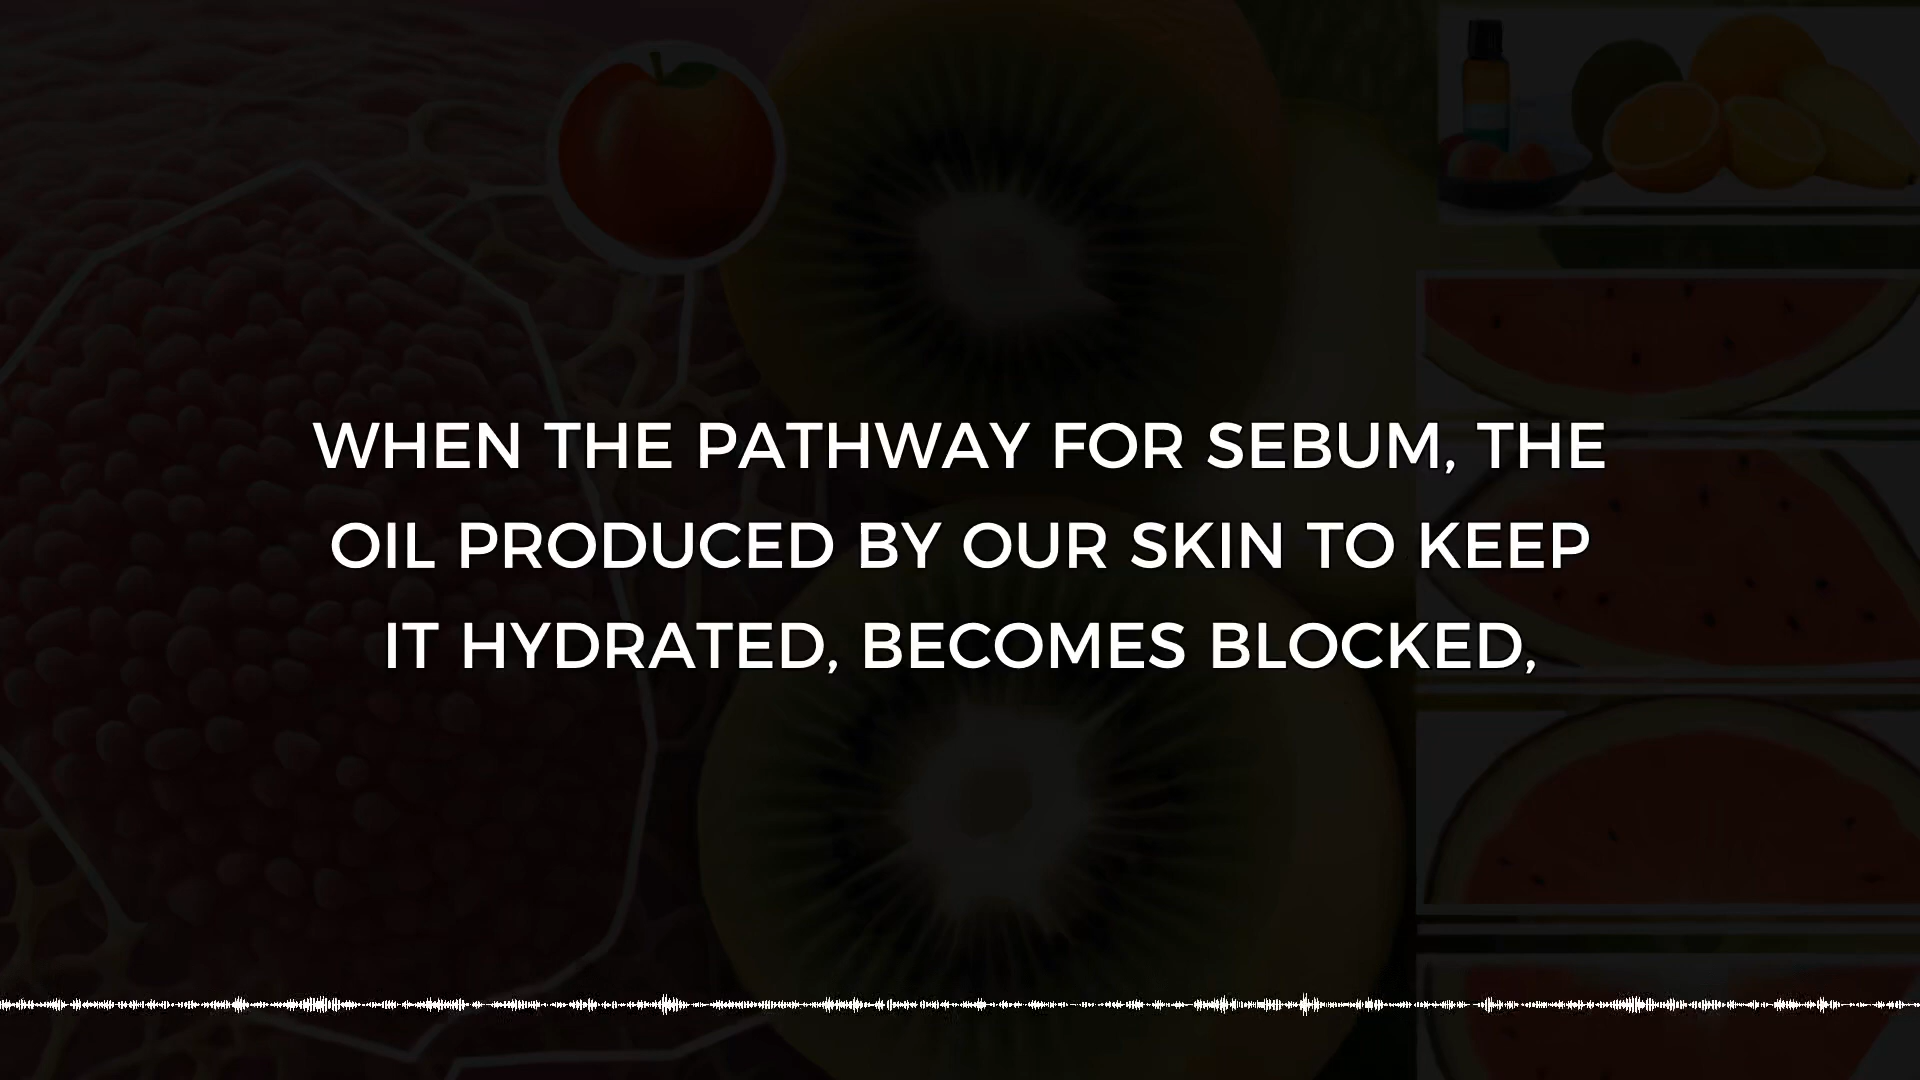 WHEN THE PATHWAY FOR SEBUM, THE
OIL PRODUCED BY OUR SKIN TO KEEP
IT HYDRATED, BECOMES BLOCKED,